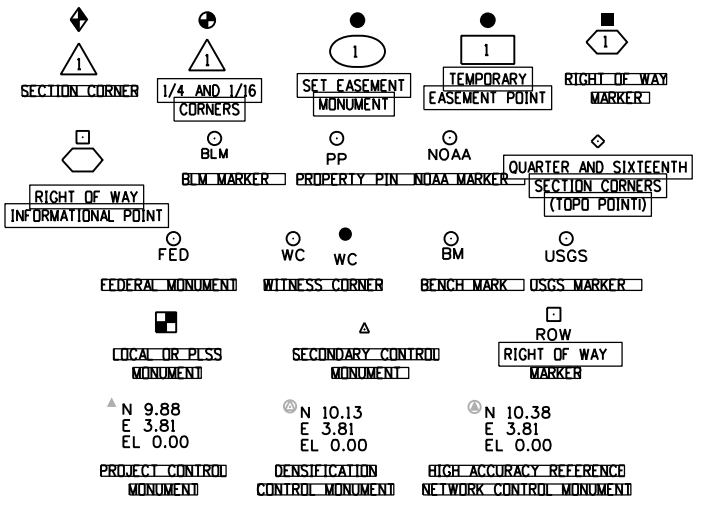 1
1
1
1
1
SECTION CORNER
1/4 AND 1/16
CORNERS
SET EASEMENT
MONUMENT
TEMPORARY
EASEMENT POINT
RIGHT OF WAY
MARKER
BLM
PP
NOAA
RIGHT OF WAY
INFORMATIONAL POINT
BLM MARKER
PROPERTY PIN
NOAA MARKER
QUARTER AND SIXTEENTH
SECTION CORNERS
(TOPO POINT1)
FED
WC
WC
BM
USGS
FEDERAL MONUMENT
WITNESS CORNER
BENCH MARK
USGS MARKER
ROW
LOCAL OR PLSS
MONUMENT
SECONDARY CONTROL
MONUMENT
RIGHT OF WAY
MARKER
N 9.88
E 3.81
EL 0.00
N 10.13
E 3.81
EL 0.00
N 10.38
E 3.81
EL 0.00
PROJECT CONTROL
MONUMENT
DENSIFICATION
CONTROL MONUMENT
HIGH ACCURACY REFERENCE
NETWORK CONTROL MONUMENT